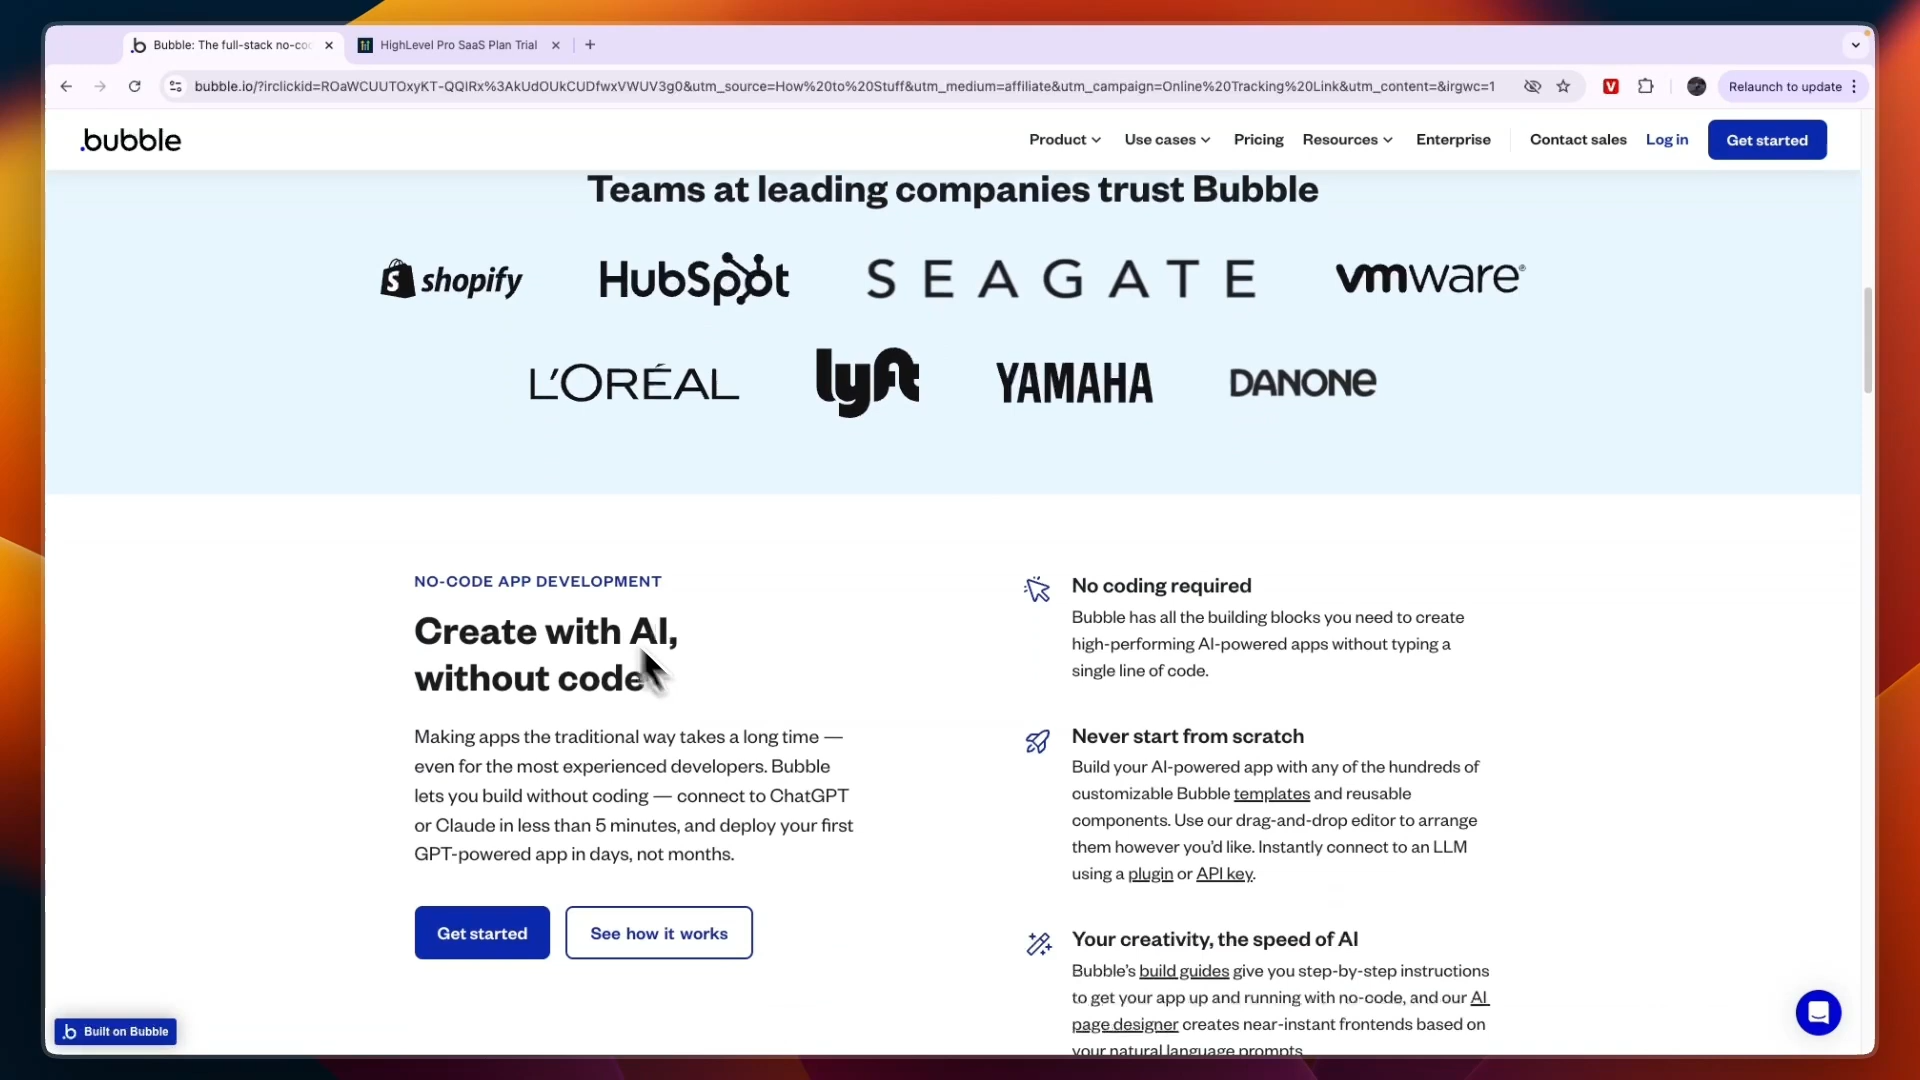 Bubble: The full-stack no-co
HighLevel Pro SaaS Plan Trial
bubble.io/?irclickid=ROaWCUUTOxyKT-QQIRx%3AkUdOUkCUDfwxVWUV3g0&utm_source=How%20to%20Stuff&utm_medium=affiliate&utm_campaign=Online%20Tracking%20Link&utm_content=&irgwc=1
Relaunch to update
.bubble
Product
Use cases
Pricing
Resources
Enterprise
Contact sales
Log in
Get started
Teams at leading companies trust Bubble
shopify
HubSpot
SEAGATE
vmware®
L'ORÉAL
lyft
YAMAHA
DANONE
NO-CODE APP DEVELOPMENT
Create with AI,
without code
Making apps the traditional way takes a long time —
even for the most experienced developers. Bubble
lets you build without coding — connect to ChatGPT
or Claude in less than 5 minutes, and deploy your first
GPT-powered app in days, not months.
Get started
See how it works
No coding required
Bubble has all the building blocks you need to create
high-performing AI-powered apps without typing a
single line of code.
Never start from scratch
Build your AI-powered app with any of the hundreds of
customizable Bubble templates and reusable
components. Use our drag-and-drop editor to arrange
them however you'd like. Instantly connect to an LLM
using a plugin or API key.
Your creativity, the speed of AI
Bubble's build guides give you step-by-step instructions
to get your app up and running with no-code, and our AI
page designer creates near-instant frontends based on
your natural language prompts.
Built on Bubble